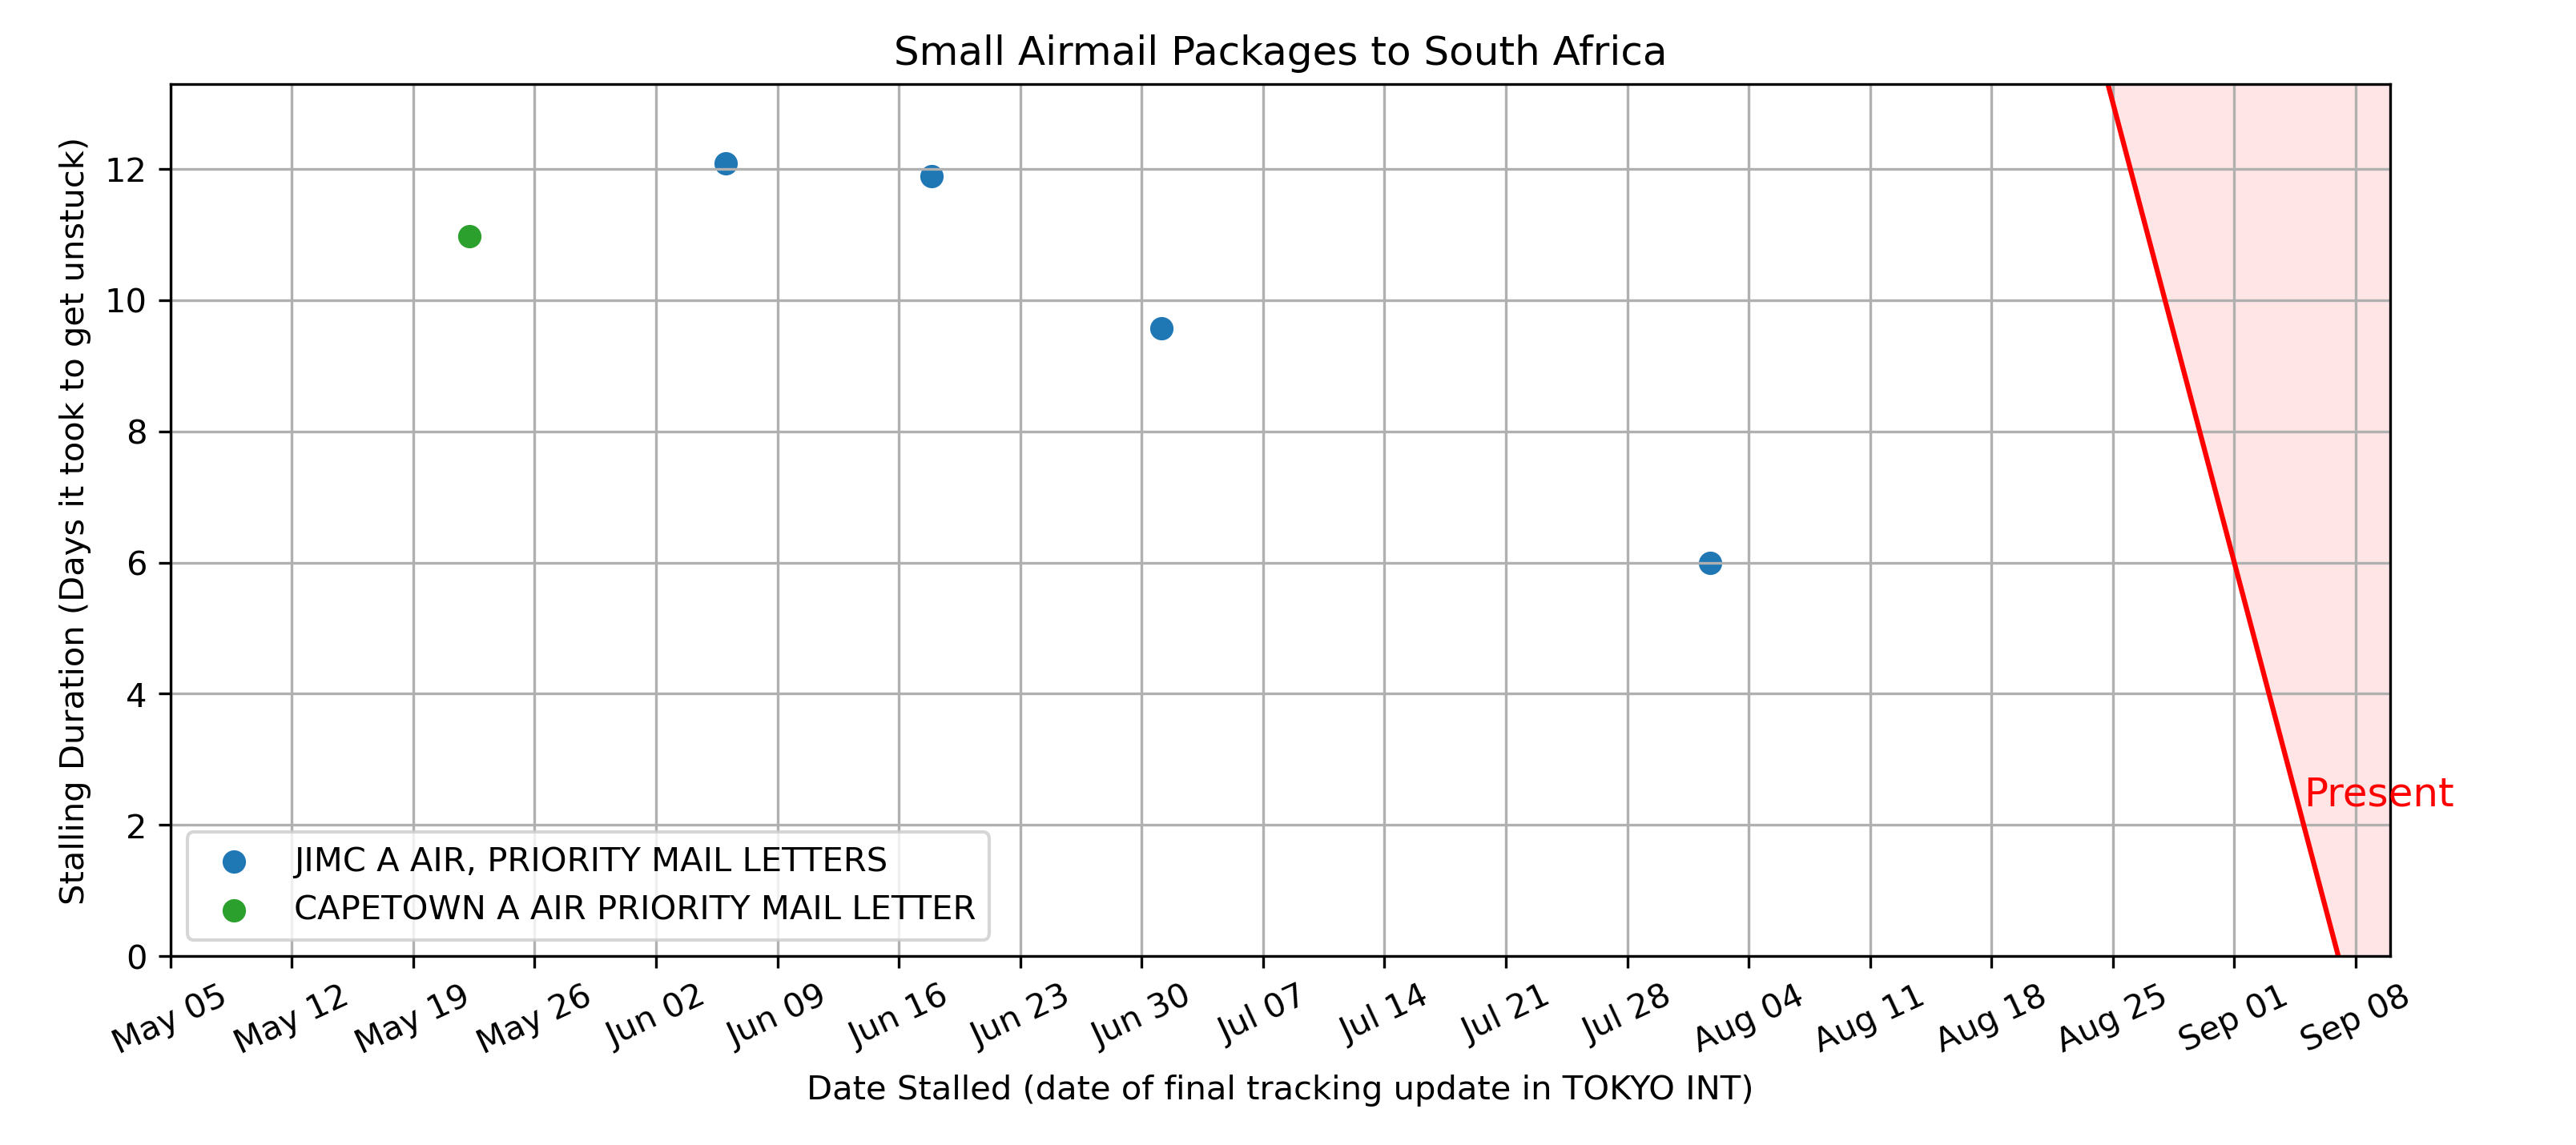 Small Airmail Packages to South Africa
Stalling Duration (Days it took to get unstuck)
12
10
8
6
4
2
0
Present
JIMC A AIR, PRIORITY MAIL LETTERS
CAPETOWN A AIR PRIORITY MAIL LETTER
May 05 May 12 May 19 May 26 Jun 02 Jun 09 Jun 16 Jun 23 Jun 30 Jul 07 Jul 14 Jul 21 Jul 28 Aug 04 Aug 11 Aug 18 Aug 25 Sep 01 Sep 08
Date Stalled (date of final tracking update in TOKYO INT)